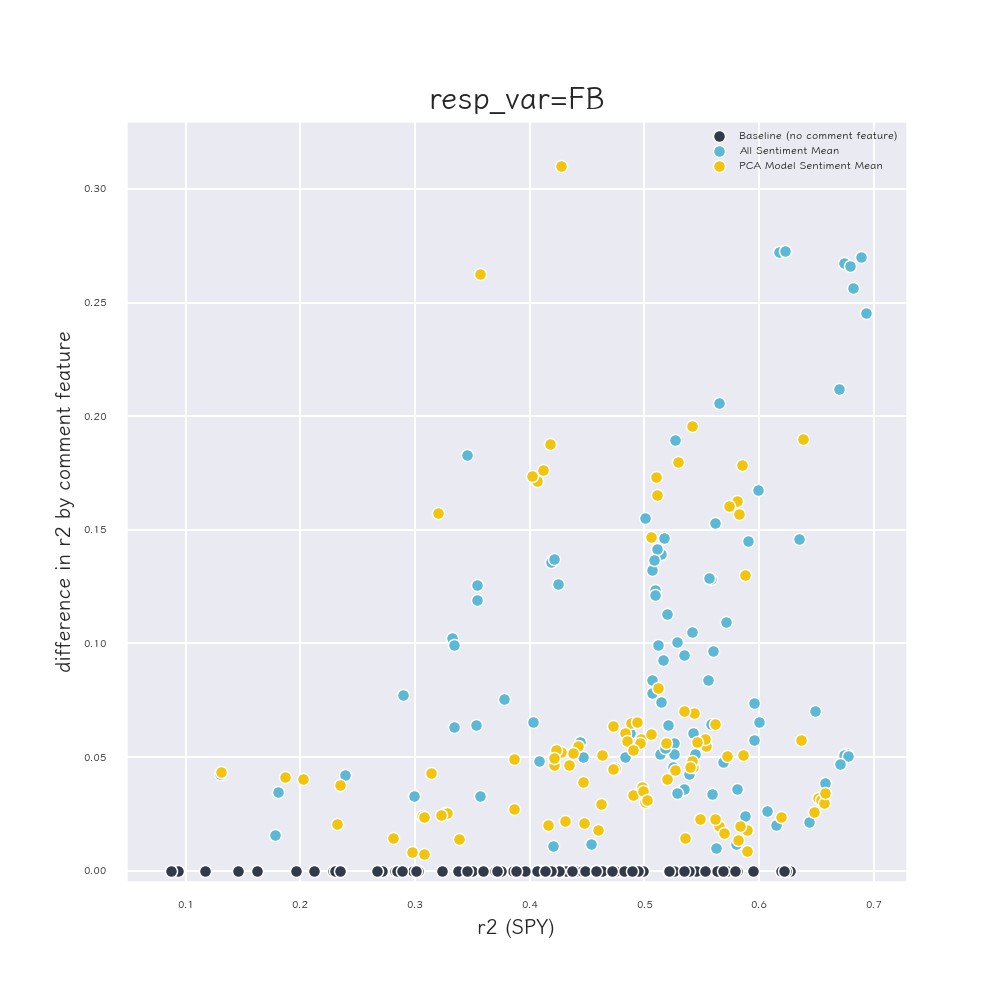 resp_var=FB
Baseline (no comment feature)
All Sentiment Mean
PCA Model Sentiment Mean
difference in r2 by comment feature
0.30
0.25
0.20
0.15
0.10
0.05
0.00
0.1 0.2 0.3 0.4 0.5 0.6 0.7
r2 (SPY)